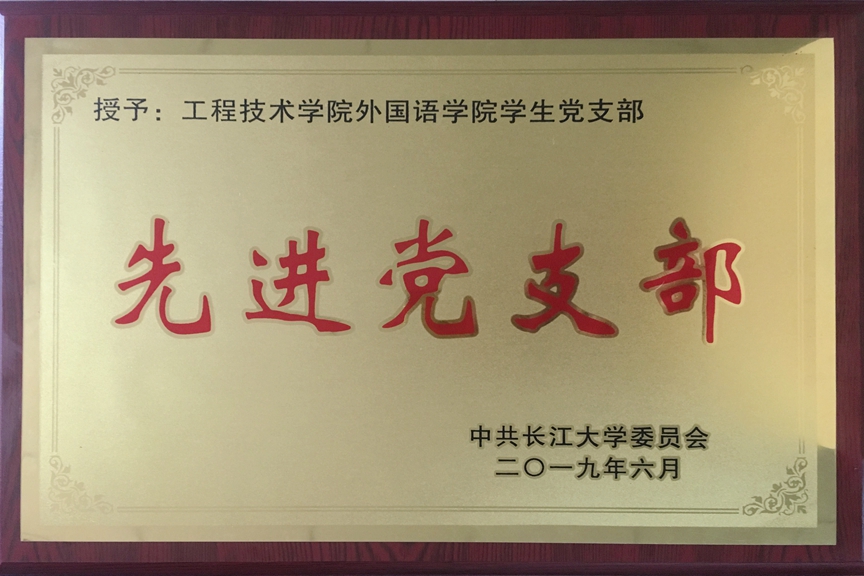 授予：工程技术学院外国语学院学生党支部
先进党支部
中共长江大学委员会
二〇一九年六月